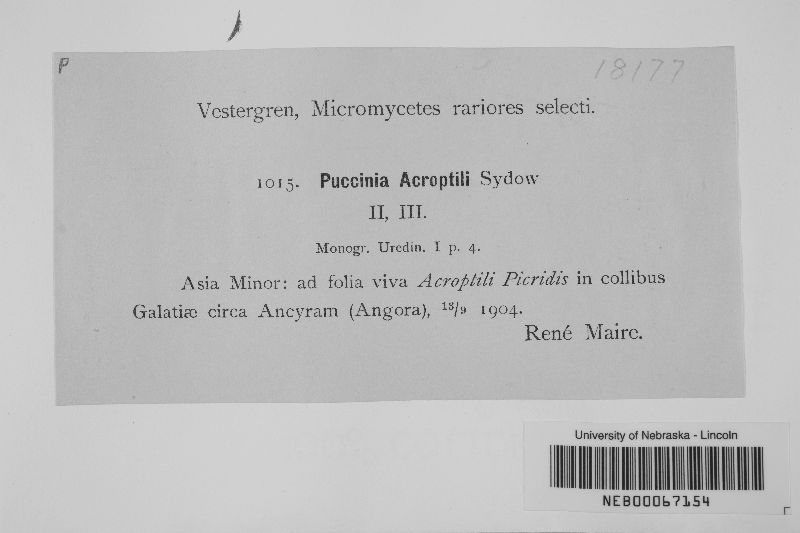 P
18177
Vestergren, Micromycetes rariores selecti.
1015. Puccinia Acroptili Sydow
II, III.
Monogr. Uredin. I p. 4.
Asia Minor: ad folia viva Acroptili Picridis in collibus
Galatiæ circa Ancyram (Angora), 18/9 1904.
René Maire.
University of Nebraska - Lincoln
NEB00067154